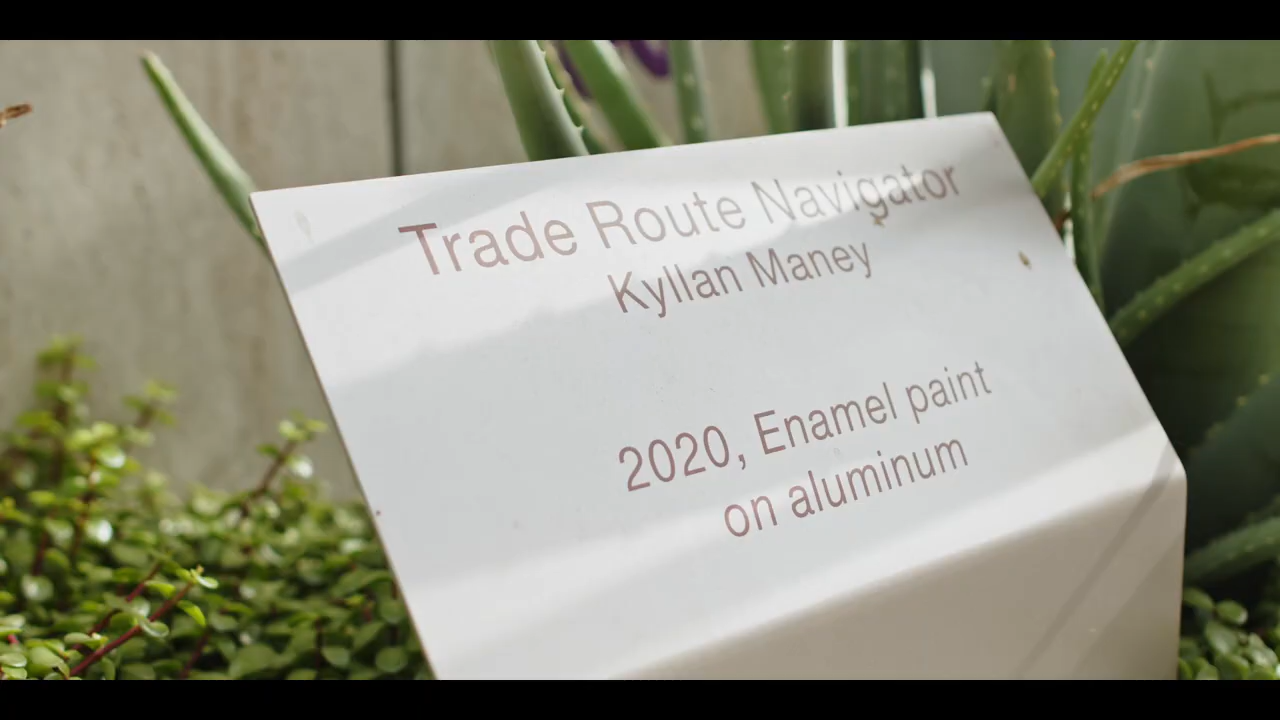 Trade Route Navigator
Kyllan Maney
2020, Enamel paint
on aluminum